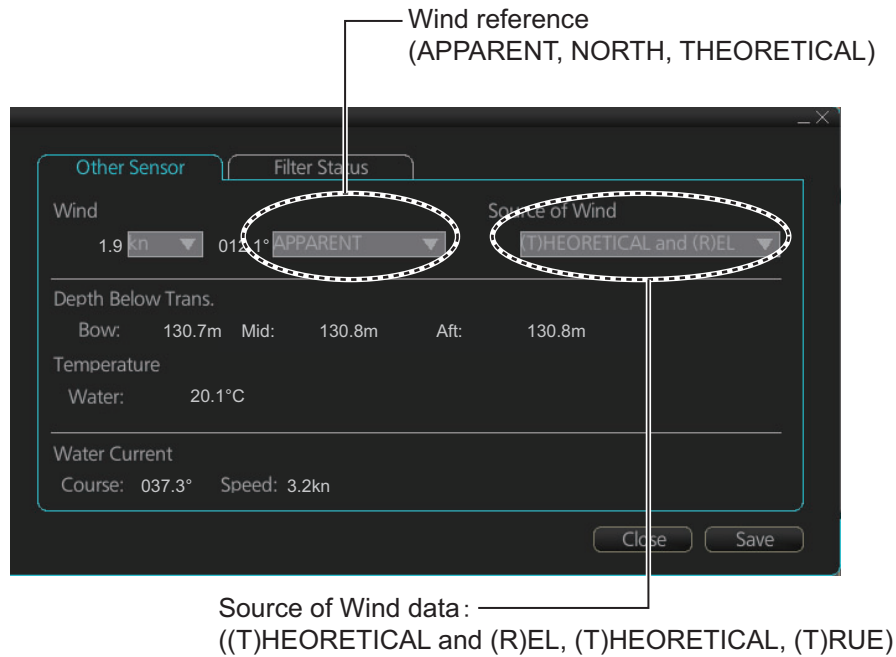 Wind reference
(APPARENT, NORTH, THEORETICAL)
Other Sensor Filter Status
Wind Source of Wind
1.9 kn 012.1° APPARENT (T)HEORETICAL and (R)EL
Depth Below Trans.
Bow: 130.7m Mid: 130.8m Aft: 130.8m
Temperature
Water: 20.1°C
Water Current
Course: 037.3° Speed: 3.2kn
Close Save
Source of Wind data:
((T)HEORETICAL and (R)EL, (T)HEORETICAL, (T)RUE)